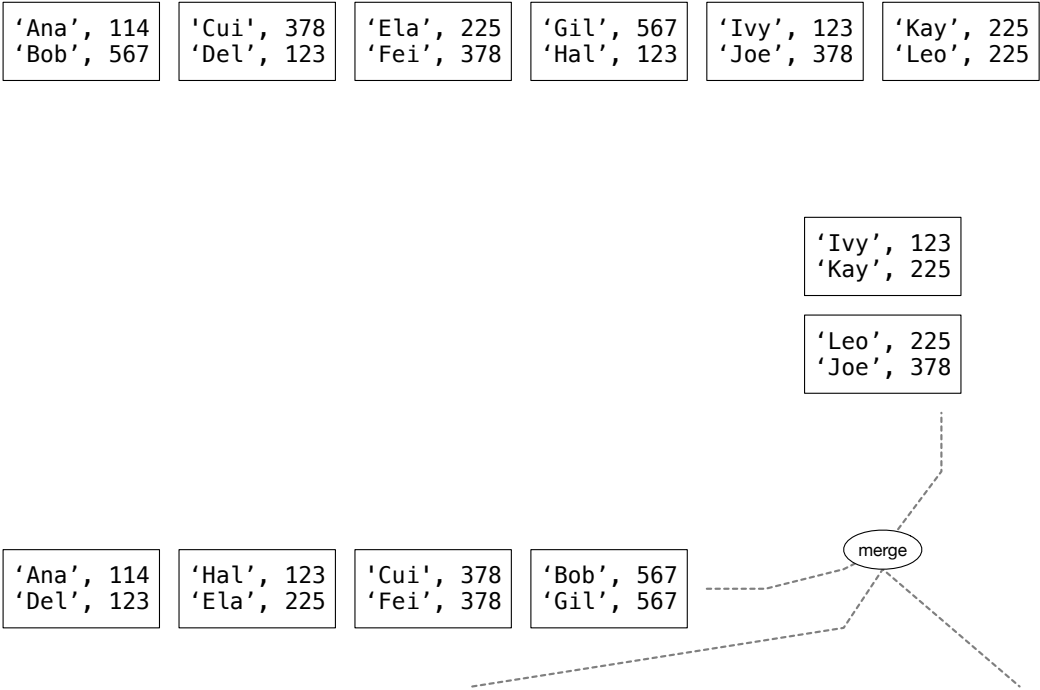 ‘Ana’, 114
‘Bob’, 567
'Cui', 378
‘Del’, 123
‘Ela’, 225
‘Fei’, 378
‘Gil’, 567
‘Hal’, 123
‘Ivy’, 123
‘Joe’, 378
‘Kay’, 225
‘Leo’, 225
‘Ivy’, 123
‘Kay’, 225
‘Leo’, 225
‘Joe’, 378
merge
‘Ana’, 114
‘Del’, 123
‘Hal’, 123
‘Ela’, 225
'Cui', 378
‘Fei’, 378
‘Bob’, 567
‘Gil’, 567